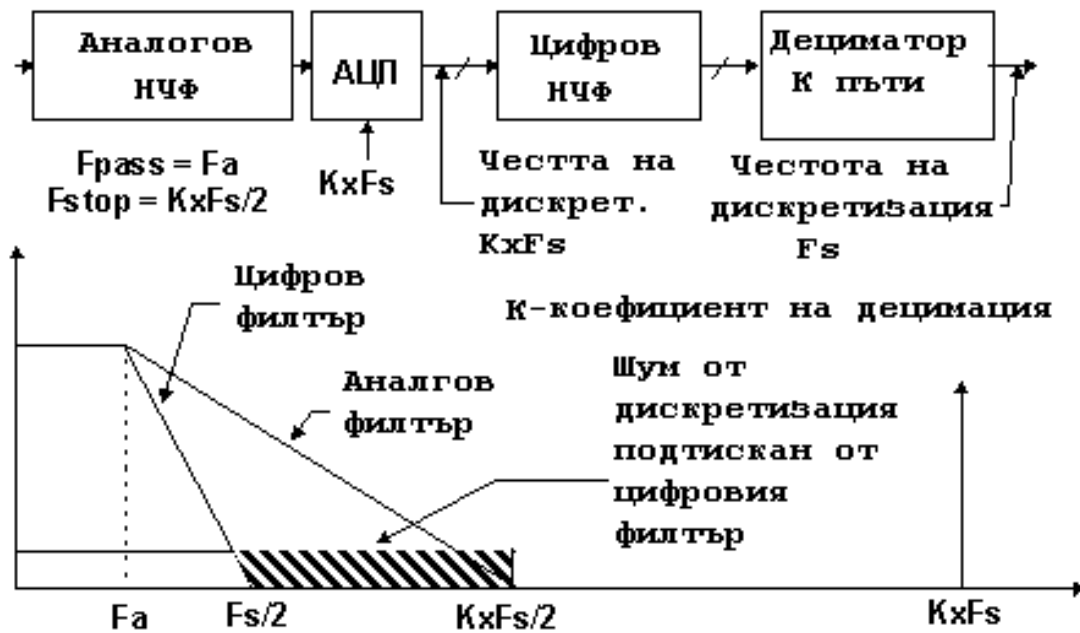 Аналогов
НЧФ
АЦП
Цифров
НЧФ
Дециматор
К пъти
Fpass = Fa
Fstop = KxFs/2
KxFs
Честта на
дискрет.
KxFs
Честота на
дискретизация
Fs
Цифров
филтър
К-коефициент на децимация
Аналгов
филтър
Шум от
дискретизация
подтискан от
цифровия
филтър
Fa
Fs/2
KxFs/2
KxFs